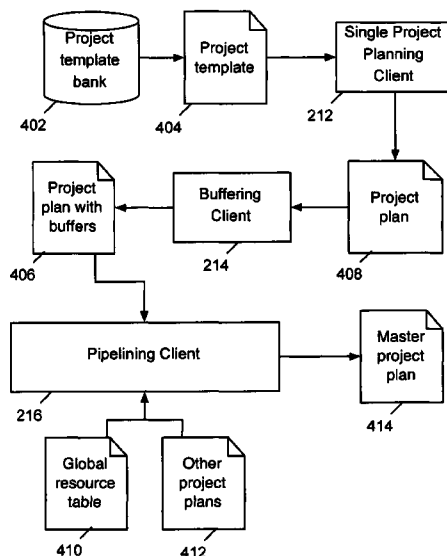 Project
template
bank
402
Project
template
404
Single Project
Planning
Client
212
Project
plan with
buffers
406
Buffering
Client
214
Project
plan
408
Pipelining Client
216
Master
project
plan
414
Global
resource
table
410
Other
project
plans
412